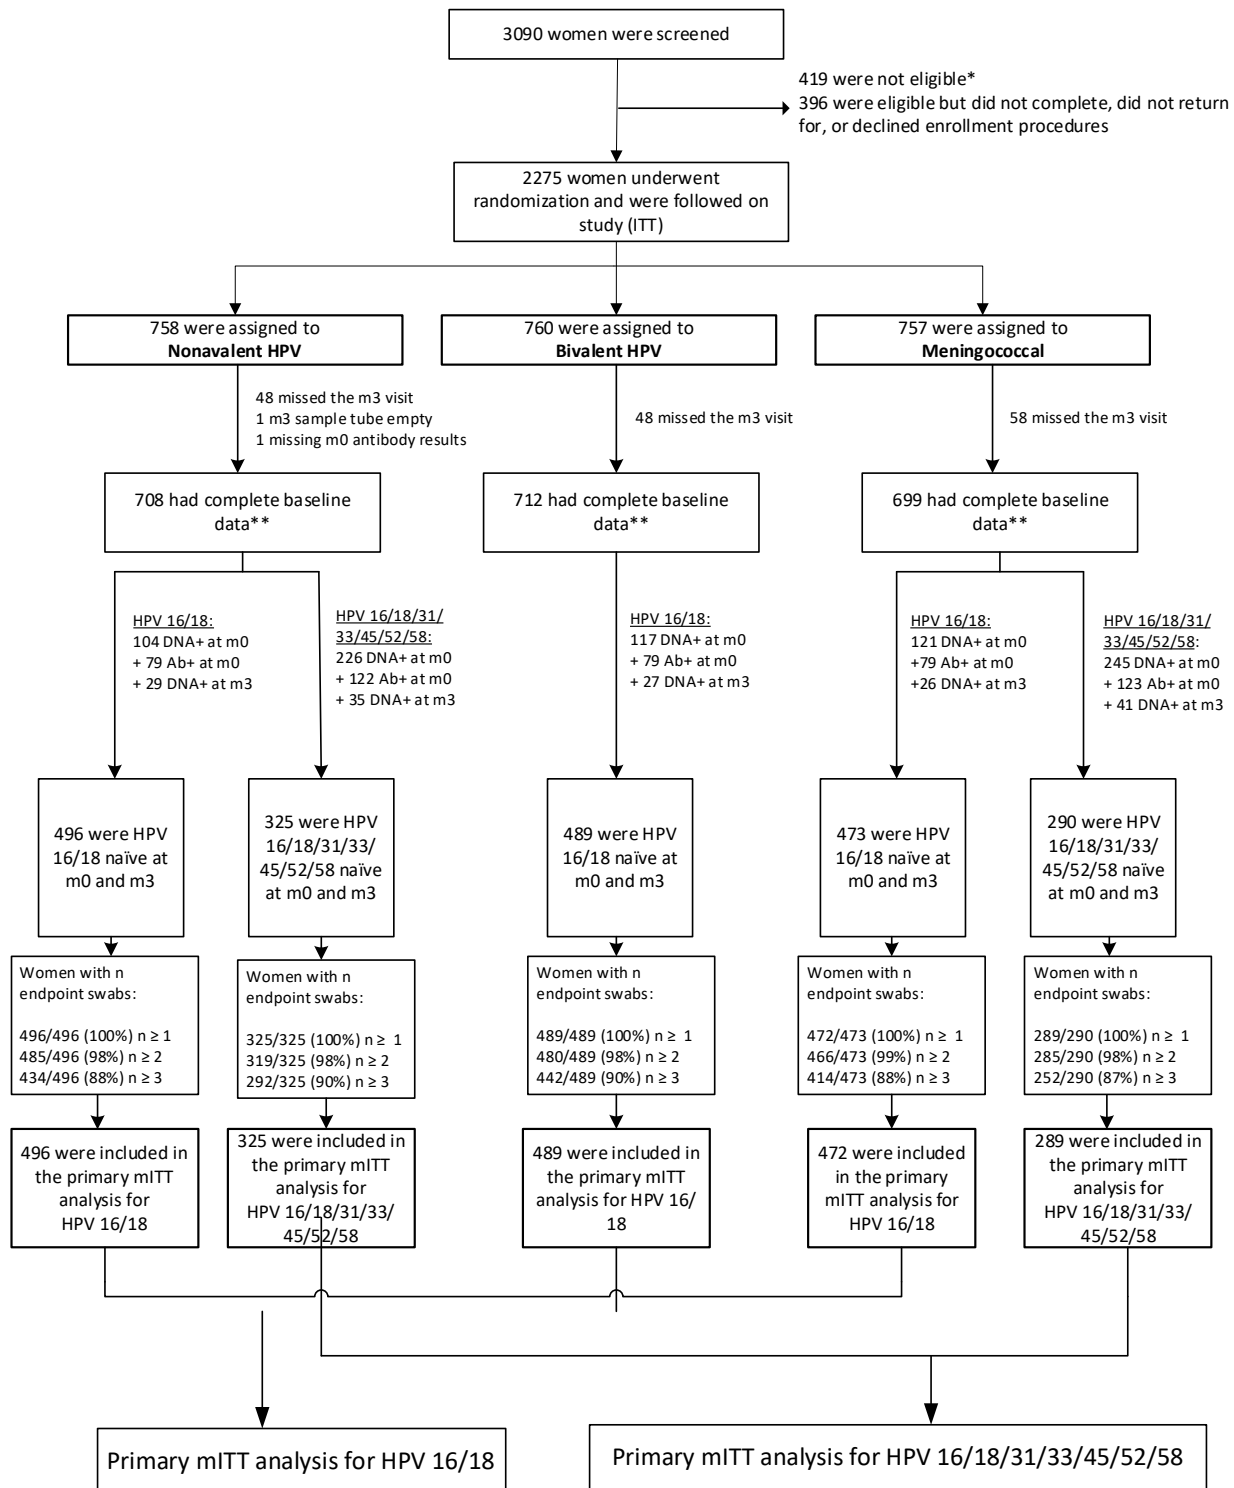 3090 women were screened
419 were not eligible*
396 were eligible but did not complete, did not return
for, or declined enrollment procedures
2275 women underwent
randomization and were followed on
study (ITT)
758 were assigned to
Nonavalent HPV
760 were assigned to
Bivalent HPV
757 were assigned to
Meningococcal
48 missed the m3 visit
1 m3 sample tube empty
1 missing m0 antibody results
48 missed the m3 visit
58 missed the m3 visit
708 had complete baseline
data**
712 had complete baseline
data**
699 had complete baseline
data**
HPV 16/18:
104 DNA+ at m0
+ 79 Ab+ at m0
+ 29 DNA+ at m3
HPV 16/18/31/
33/45/52/58:
226 DNA+ at m0
+ 122 Ab+ at m0
+ 35 DNA+ at m3
HPV 16/18:
117 DNA+ at m0
+ 79 Ab+ at m0
+ 27 DNA+ at m3
HPV 16/18:
121 DNA+ at m0
+79 Ab+ at m0
+26 DNA+ at m3
HPV 16/18/31/
33/45/52/58:
245 DNA+ at m0
+ 123 Ab+ at m0
+ 41 DNA+ at m3
496 were HPV
16/18 naïve at
m0 and m3
325 were HPV
16/18/31/33/
45/52/58 naïve
at m0 and m3
489 were HPV
16/18 naïve at
m0 and m3
473 were HPV
16/18 naïve at
m0 and m3
290 were HPV
16/18/31/33/
45/52/58 naïve
at m0 and m3
Women with n
endpoint swabs:
496/496 (100%) n ≥ 1
485/496 (98%) n ≥ 2
434/496 (88%) n ≥ 3
Women with n
endpoint swabs:
325/325 (100%) n ≥ 1
319/325 (98%) n ≥ 2
292/325 (90%) n ≥ 3
Women with n
endpoint swabs:
489/489 (100%) n ≥ 1
480/489 (98%) n ≥ 2
442/489 (90%) n ≥ 3
Women with n
endpoint swabs:
472/473 (100%) n ≥ 1
466/473 (99%) n ≥ 2
414/473 (88%) n ≥ 3
Women with n
endpoint swabs:
289/290 (100%) n ≥ 1
285/290 (98%) n ≥ 2
252/290 (87%) n ≥ 3
496 were included in
the primary mITT
analysis for
HPV 16/18
325 were included in
the primary mITT
analysis for
HPV 16/18/31/33/
45/52/58
489 were included in
the primary mITT
analysis for HPV 16/
18
472 were included
in the primary
mITT analysis for
HPV 16/18
289 were included in
the primary mITT
analysis for
HPV 16/18/31/33/
45/52/58
Primary mITT analysis for HPV 16/18
Primary mITT analysis for HPV 16/18/31/33/45/52/58